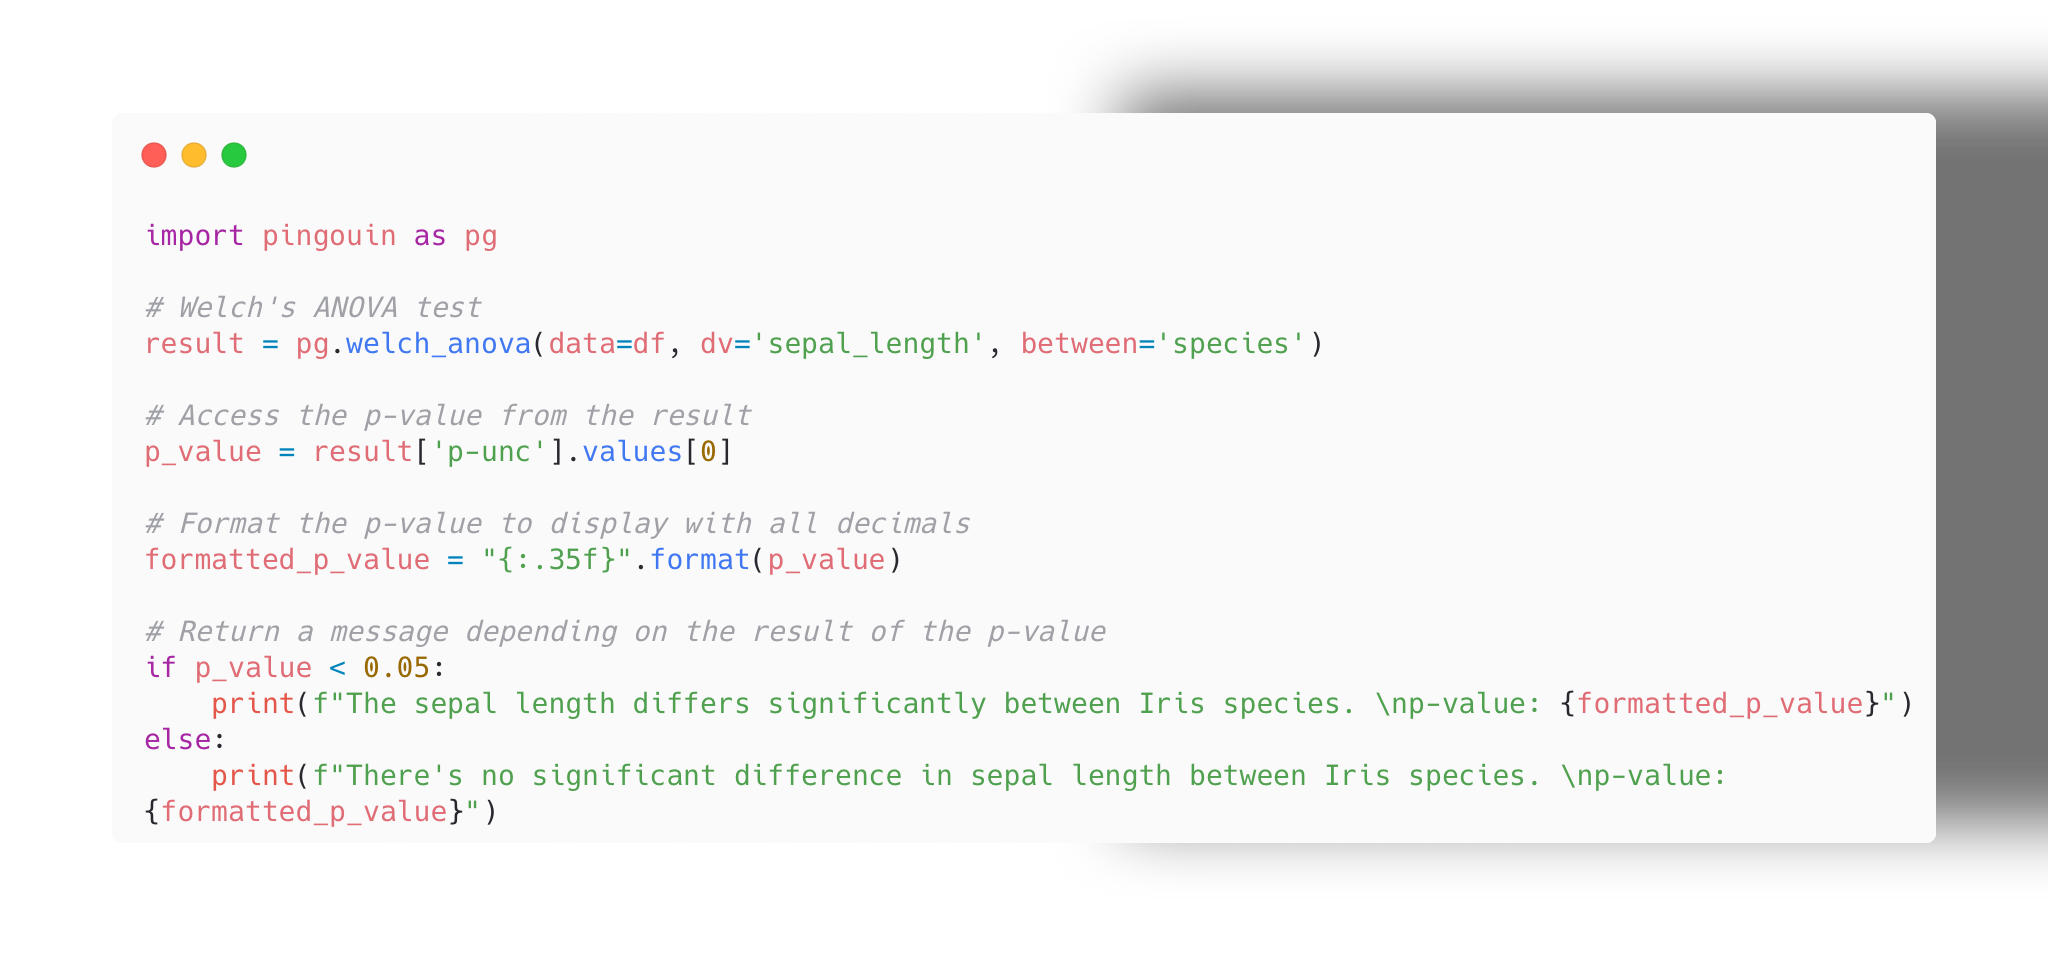 import pingouin as pg
# Welch's ANOVA test
result = pg.welch_anova(data=df, dv='sepal_length', between='species')
# Access the p-value from the result
p_value = result['p-unc'].values[0]
# Format the p-value to display with all decimals
formatted_p_value = "{:.35f}".format(p_value)
# Return a message depending on the result of the p-value
if p_value < 0.05:
    print(f"The sepal length differs significantly between Iris species. \np-value: {formatted_p_value}")
else:
    print(f"There's no significant difference in sepal length between Iris species. \np-value:
{formatted_p_value}")